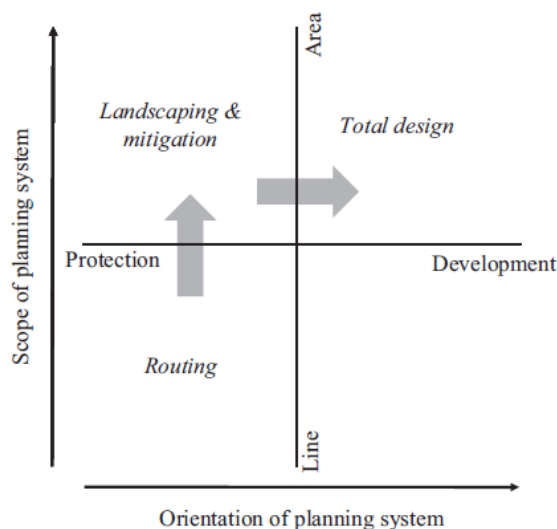 Area
Landscaping &
mitigation
Total design
Scope of planning system
Protection
Development
Routing
Line
Orientation of planning system